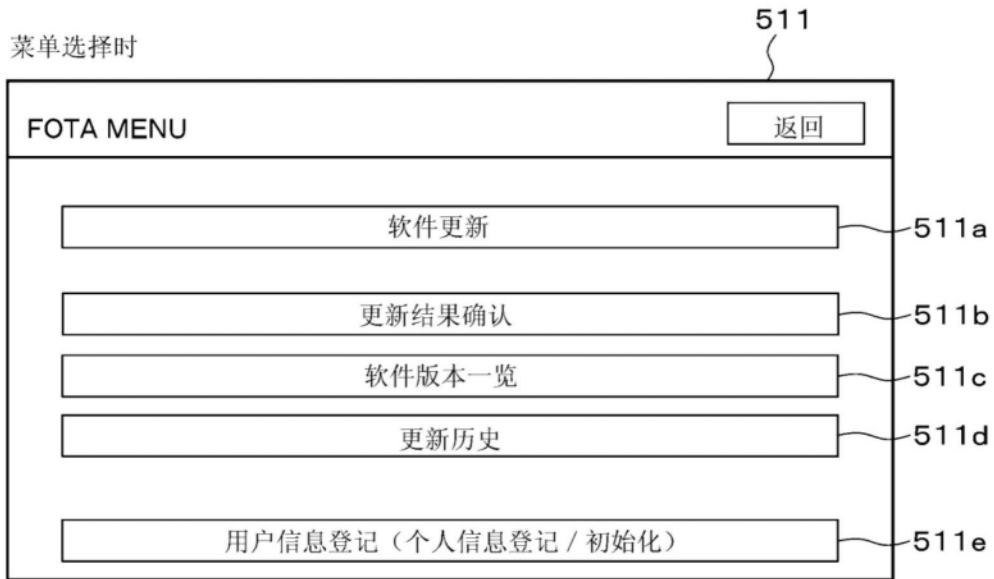 511
菜单选择时
FOTA MENU
返回
软件更新
511a
更新结果确认
511b
软件版本一览
511c
更新历史
511d
用户信息登记（个人信息登记／初始化）
511e